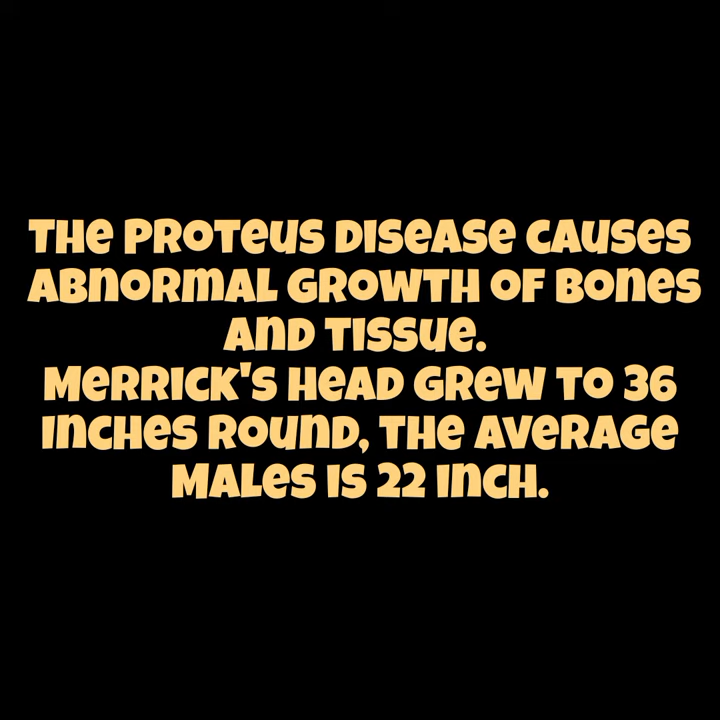 The Proteus disease causes
abnormal growth of bones
and tissue.
Merrick's head grew to 36
inches round, the average
males is 22 inch.